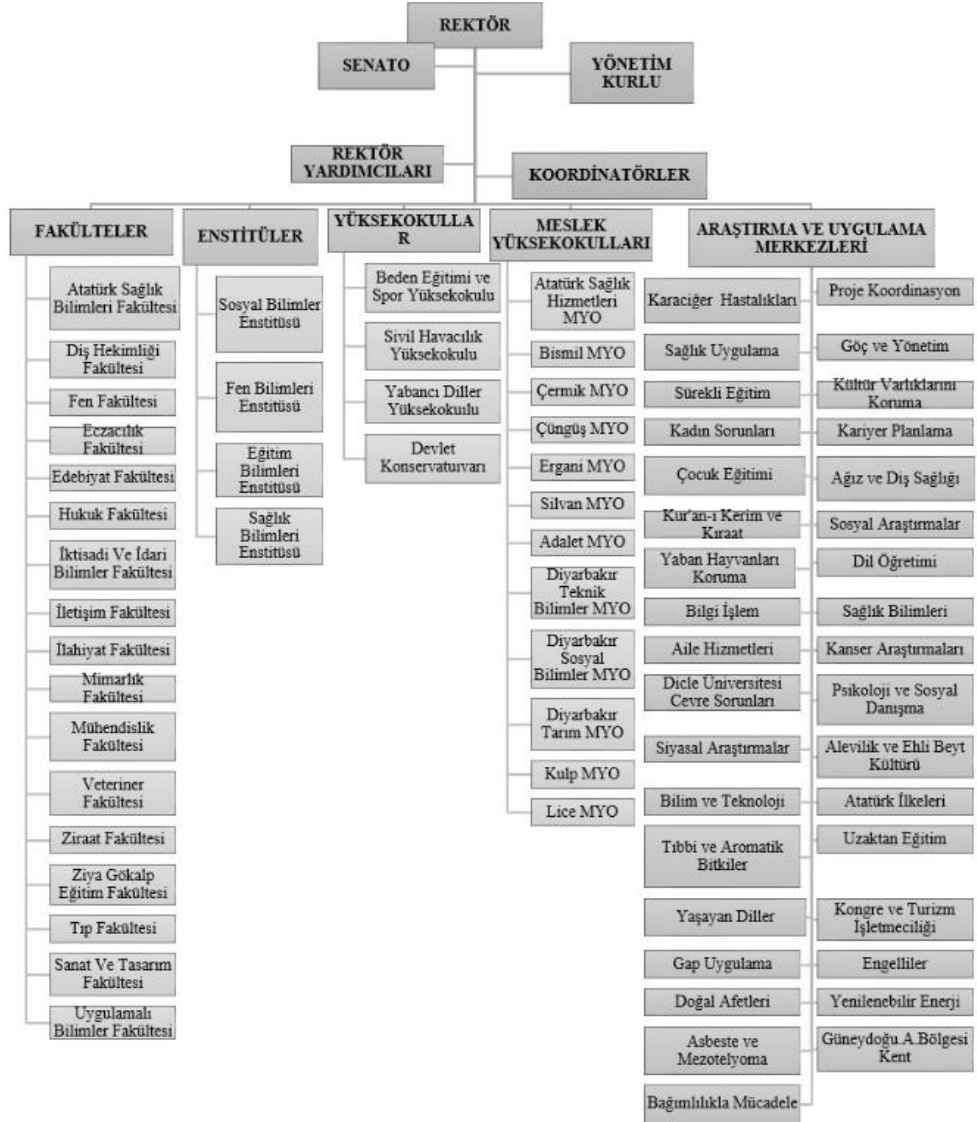 REKTÖR
SENATO
YÖNETİM
KURLU
REKTÖR
YARDIMCILARI
KOORDİNATÖRLER
FAKÜLTELER
Atatürk Sağlık
Bilimleri Fakültesi
Diş Hekimliği
Fakültesi
Fen Fakültesi
Eczacılık
Fakültesi
Edebiyat Fakültesi
Hukuk Fakültesi
İktisadi Ve İdari
Bilimler Fakültesi
İletişim Fakültesi
İlahiyat Fakültesi
Mimarlık
Fakültesi
Mühendislik
Fakültesi
Veteriner
Fakültesi
Ziraat Fakültesi
Ziya Gökalp
Eğitim Fakültesi
Tıp Fakültesi
Sanat Ve Tasarım
Fakültesi
Uygulamalı
Bilimler Fakültesi
ENSTİTÜLER
Sosyal Bilimler
Enstitüsü
Fen Bilimleri
Enstitüsü
Eğitim
Bilimleri
Enstitüsü
Sağlık
Bilimleri
Enstitüsü
YÜKSEKOKULLA
R
Beden Eğitimi ve
Spor Yüksekokulu
Sivil Havacılık
Yüksekokulu
Yabancı Diller
Yüksekokuılu
Devlet
Konservatuıvarı
MESLEK
YÜKSEKOKULLARI
Atatürk Sağlık
Hizmetleri
MYO
Bismil MYO
Çermik MYO
Çüngüş MYO
Ergani MYO
Silvan MYO
Adalet MYO
Diyarbakır
Teknik
Bilimler MYO
Diyarbakır
Sosyal
Bilimler MYO
Diyarbakır
Tarım MYO
Kulp MYO
Lice MYO
ARAŞTIRMA VE UYGULAMA
MERKEZLERİ
Karaciğer Hastalıkları
Sağlık Uygulama
Sürekli Eğitim
Kadın Sorunları
Çocuk Eğitimi
Kur'an-ı Kerim ve
Kıraat
Yaban Hayvanları
Koruma
Bilgi İşlem
Aile Hizmetleri
Dicle Üniversitesi
Çevre Sorunları
Siyasal Araştırmalar
Bilim ve Teknoloji
Tıbbi ve Aromatik
Bitkiler
Yaşayan Diller
Gap Uygulama
Doğal Afetleri
Asbeste ve
Mezotelyoma
Bağımlılıkla Mücadele
Proje Koordinasyon
Göç ve Yönetim
Kültür Varlıklarını
Koruma
Kariyer Planlama
Ağız ve Diş Sağlığı
Sosyal Araştırmalar
Dil Öğretimi
Sağlık Bilimleri
Kanser Araştırmaları
Psikoloji ve Sosyal
Danışma
Alevilik ve Ehli Beyt
Kültürü
Atatürk İlkeleri
Uzaktan Eğitim
Kongre ve Turizm
İşletmeciliği
Engelliler
Yenilenebilir Enerji
Güneydoğu.A.Bölgesi
Kent